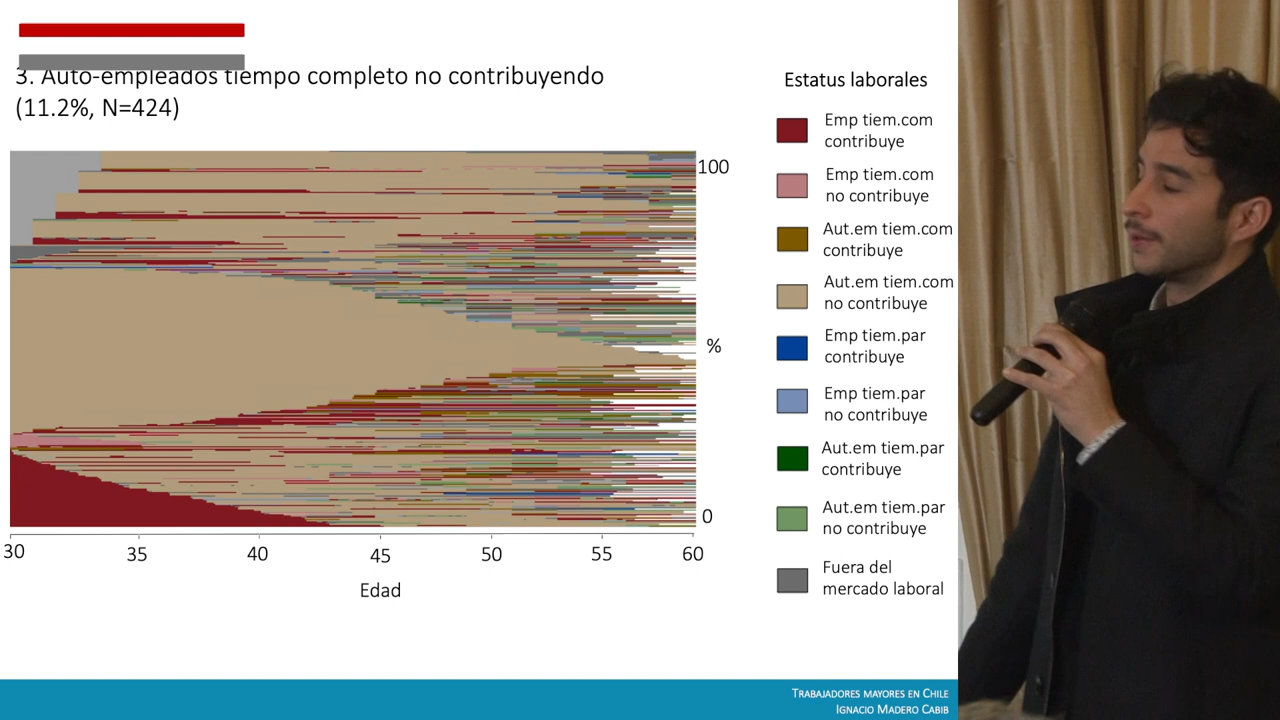 3. Auto-empleados tiempo completo no contribuyendo
(11.2%, N=424)
Estatus laborales
Emp tiem.com
contribuye
Emp tiem.com
no contribuye
Aut.em tiem.com
contribuye
Aut.em tiem.com
no contribuye
Emp tiem.par
contribuye
Emp tiem.par
no contribuye
Aut.em tiem.par
contribuye
Aut.em tiem.par
no contribuye
Fuera del
mercado laboral
100
%
0
30 35 40 45 50 55 60
Edad
Trabajadores mayores en Chile
Ignacio Madero Cabib